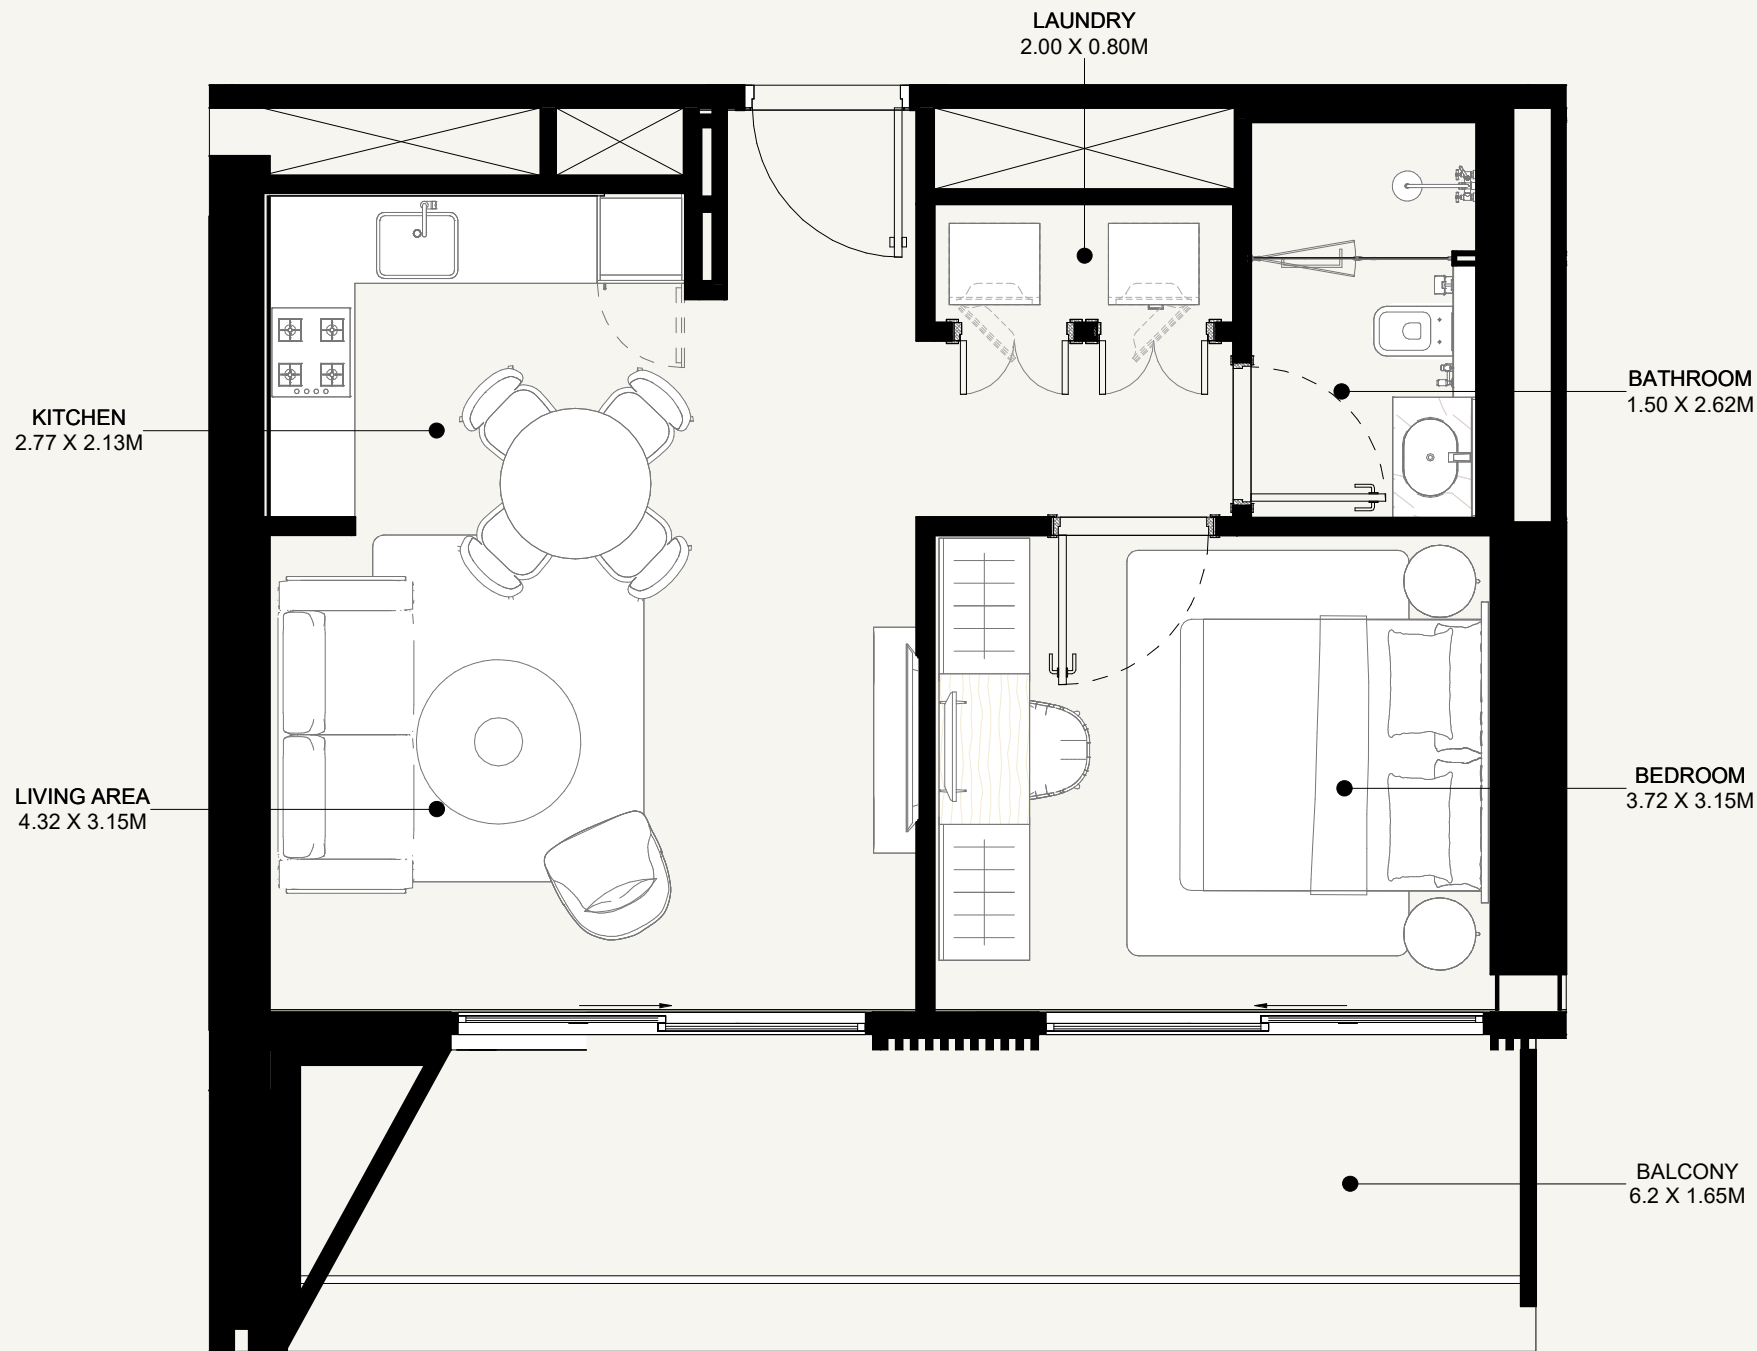 LAUNDRY
2.00 X 0.80M
KITCHEN
2.77 X 2.13M
BATHROOM
1.50 X 2.62M
LIVING AREA
4.32 X 3.15M
BEDROOM
3.72 X 3.15M
BALCONY
6.2 X 1.65M